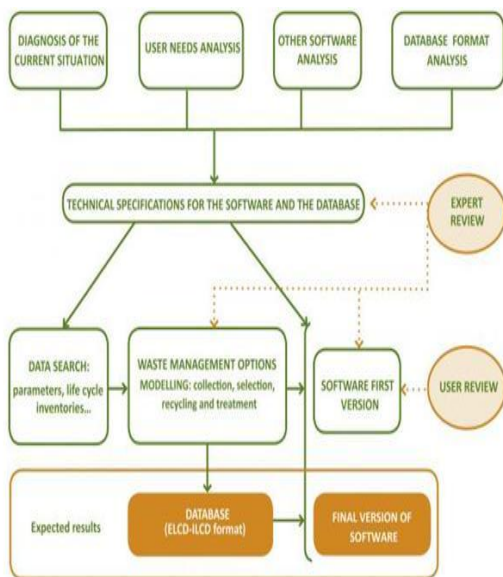 DIAGNOSIS OF THE
CURRENT SITUATION
USER NEEDS ANALYSIS
OTHER SOFTWARE
ANALYSIS
DATABASE FORMAT
ANALYSIS
TECHNICAL SPECIFICATIONS FOR THE SOFTWARE AND THE DATABASE
EXPERT
REVIEW
DATA SEARCH:
parameters, life cycle
inventories...
WASTE MANAGEMENT OPTIONS
MODELLING: collection, selection,
recycling and treatment
SOFTWARE FIRST
VERSION
USER REVIEW
Expected results
DATABASE
(ELCD-ILCD format)
FINAL VERSION OF
SOFTWARE